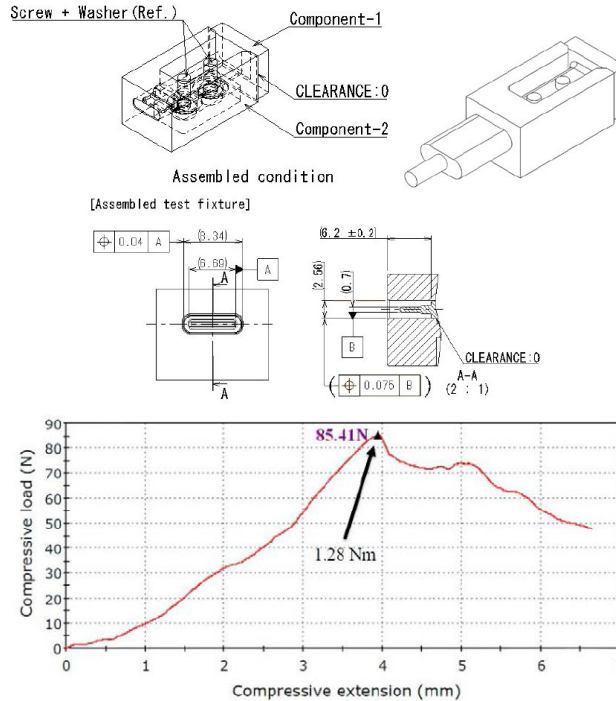 Screw + Washer(Ref.)
Component-1
CLEARANCE:0
Component-2
Assembled condition
[Assembled test fixture]
⌖ 0.04 A
(8.34)
(6.69)
A
A
A
(6.2 ±0.2)
(2.56)
(0.7)
B
CLEARANCE:0
A-A
(2 : 1)
(⌖ 0.075 B)
85.41N
1.28 Nm
Compressive load (N)
90
80
70
60
50
40
30
20
10
0
0 1 2 3 4 5 6
Compressive extension (mm)